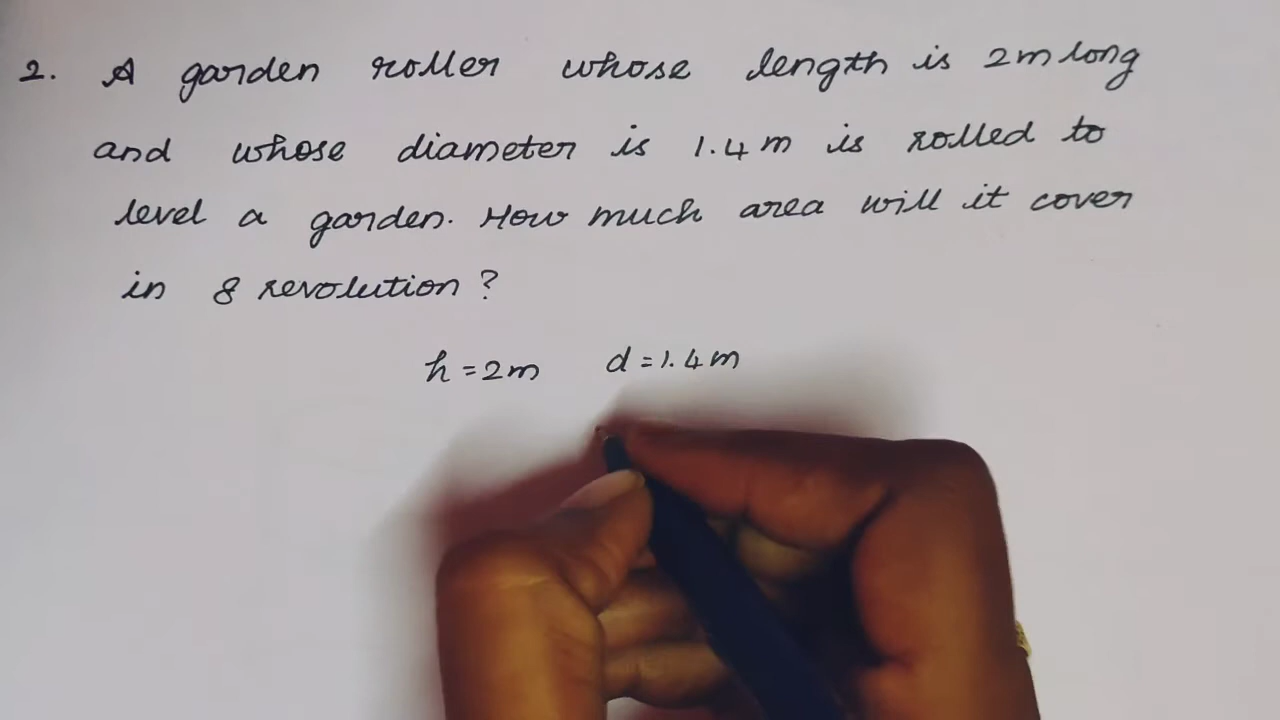 2. A garden roller whose length is 2m long
and whose diameter is 1.4m is rolled to
level a garden. How much area will it cover
in 8 revolution?
h = 2m d = 1.4m